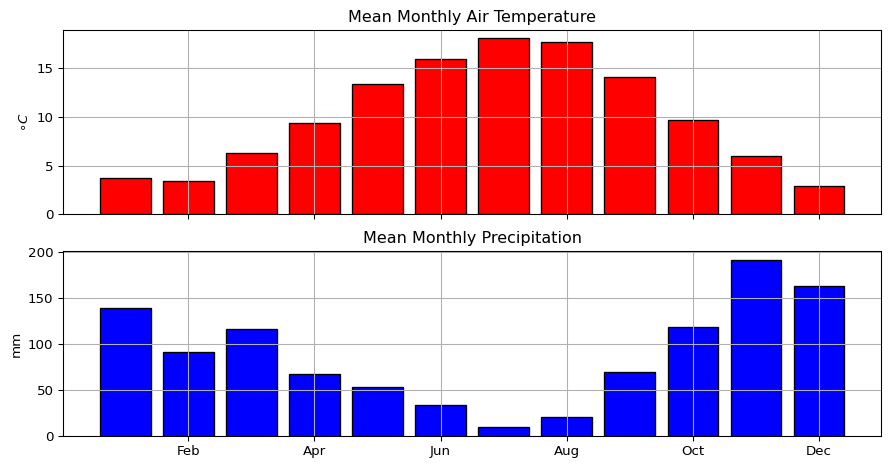 Mean Monthly Air Temperature
15
10
5
0
°C
Mean Monthly Precipitation
200
150
100
50
0
mm
Feb Apr Jun Aug Oct Dec